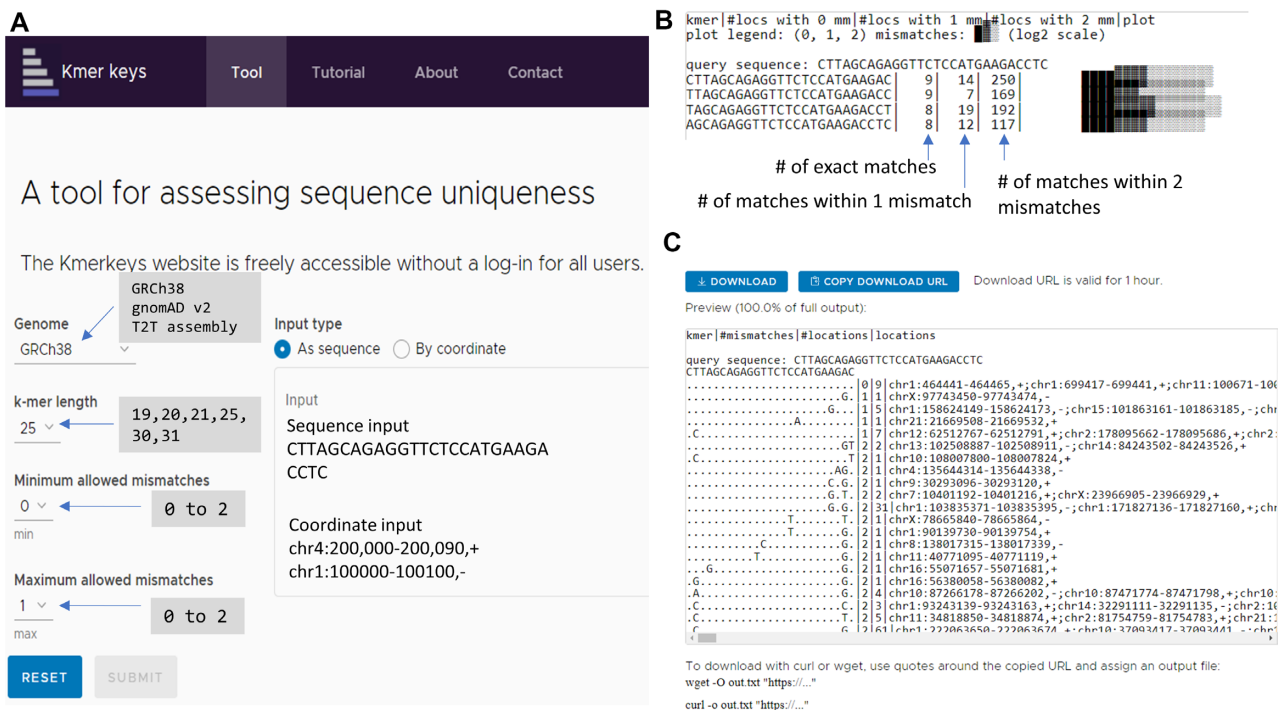 A
Kmer keys
Tool
Tutorial
About
Contact
A tool for assessing sequence uniqueness
The Kmerkeys website is freely accessible without a log-in for all users.
GRCh38
gnomAD v2
T2T assembly
Genome
GRCh38
k-mer length
25
19,20,21,25,
30,31
Minimum allowed mismatches
0
0 to 2
min
Maximum allowed mismatches
1
0 to 2
max
RESET
SUBMIT
Input type
As sequence
By coordinate
Input
Sequence input
CTTAGCAGAGGTTCTCCATGAAGA
CCTC
Coordinate input
chr4:200,000-200,090,+
chr1:100000-100100,-
B
kmer|#locs with 0 mm|#locs with 1 mm|#locs with 2 mm|plot
plot legend: (0, 1, 2) mismatches: (log2 scale)
query sequence: CTTAGCAGAGGTTCTCCATGAAGACCTC
CTTAGCAGAGGTTCTCCATGAAGAC| 9| 14| 250|
TTAGCAGAGGTTCTCCATGAAGACC| 9| 7| 169|
TAGCAGAGGTTCTCCATGAAGACCT| 8| 19| 192|
AGCAGAGGTTCTCCATGAAGACCTC| 8| 12| 117|
# of exact matches
# of matches within 1 mismatch
# of matches within 2
mismatches
C
DOWNLOAD
COPY DOWNLOAD URL
Download URL is valid for 1 hour.
Preview (100.0% of full output):
kmer|#mismatches|#locations|locations
query sequence: CTTAGCAGAGGTTCTCCATGAAGACCTC
CTTAGCAGAGGTTCTCCATGAAGAC
.........................|0|9|chr1:464441-464465,+;chr1:699417-699441,+;chr11:100671-100
.......................G.|1|1|chrX:97743450-97743474,-
.....................G...|1|5|chr1:158624149-158624173,-;chr15:101863161-101863185,-;chr
................A........|1|1|chr21:21669508-21669532,+
.C.......................|1|7|chr12:62512767-62512791,+;chr2:178095662-178095686,+;chr2:
.......................GT|2|2|chr13:102508887-102508911,-;chr14:84243502-84243526,+
.C......................T|2|1|chr10:108007800-108007824,+
......................AG.|2|1|chr4:135644314-135644338,-
.....................C.G.|2|1|chr9:30293096-30293120,+
.....................G.T.|2|2|chr7:10401192-10401216,+;chrX:23966905-23966929,+
.....................G.G.|2|31|chr1:103835371-103835395,-;chr1:171827136-171827160,+;chr
...............T.......T.|2|1|chrX:78665840-78665864,-
...............T.......G.|2|1|chr1:90139730-90139754,+
...........C...........G.|2|1|chr8:138017315-138017339,-
..........T............G.|2|1|chr11:40771095-40771119,+
...G...................G.|2|1|chr16:55071657-55071681,+
.G.....................G.|2|1|chr16:56380058-56380082,+
.A.....................G.|2|4|chr10:87266178-87266202,-;chr10:87471774-87471798,+;chr10:
.C.....................C.|2|3|chr1:93243139-93243163,+;chr14:32291111-32291135,-;chr2:10
.C.....................T.|2|5|chr11:34818850-34818874,+;chr2:81754759-81754783,+;chr21:1
.C.....................G.|2|61|chr1:222063650-222063674,+;chr10:37093417-37093441,-;chr1
To download with curl or wget, use quotes around the copied URL and assign an output file:
wget -O out.txt "https://..."
curl -o out.txt "https://..."